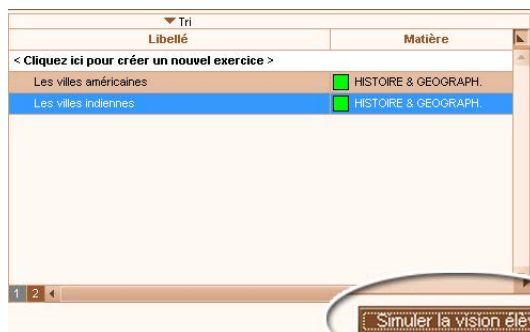 Tri
Libellé Matière
< Cliquez ici pour créer un nouvel exercice >
Les villes américaines HISTOIRE & GEOGRAPH.
Les villes indiennes HISTOIRE & GEOGRAPH.
1 2
Simuler la vision élè